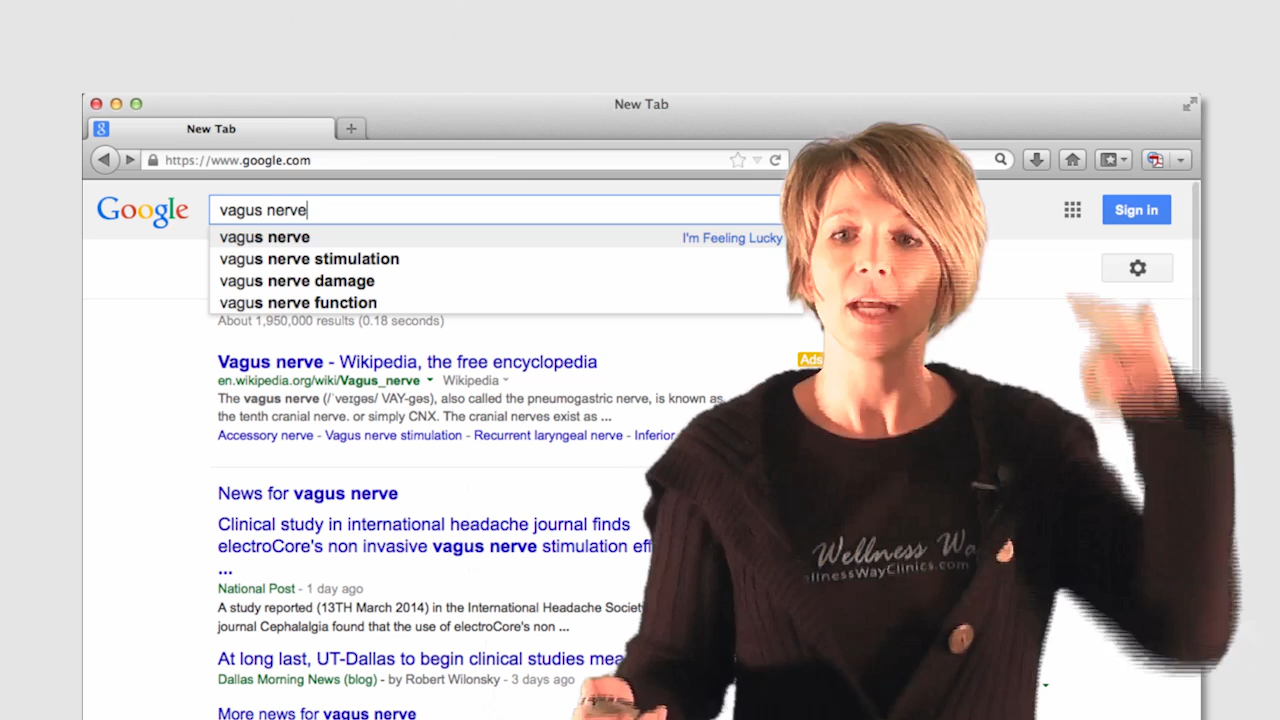 New Tab
New Tab
https://www.google.com
Google
vagus nerve
Sign in
vagus nerve
I'm Feeling Lucky
vagus nerve stimulation
vagus nerve damage
vagus nerve function
About 1,950,000 results (0.18 seconds)
Vagus nerve - Wikipedia, the free encyclopedia
Ads
en.wikipedia.org/wiki/Vagus_nerve Wikipedia
The vagus nerve (/ˈveɪɡəs/ VAY-gəs), also called the pneumogastric nerve, is known as
the tenth cranial nerve. or simply CNX. The cranial nerves exist as ...
Accessory nerve - Vagus nerve stimulation - Recurrent laryngeal nerve - Inferior
News for vagus nerve
Clinical study in international headache journal finds
electroCore's non invasive vagus nerve stimulation eff
...
National Post - 1 day ago
A study reported (13TH March 2014) in the International Headache Society
journal Cephalalgia found that the use of electroCore's non ...
At long last, UT-Dallas to begin clinical studies mea
Dallas Morning News (blog) - by Robert Wilonsky - 3 days ago
More news for vagus nerve
Wellness Wa
llnessWayClinics.com